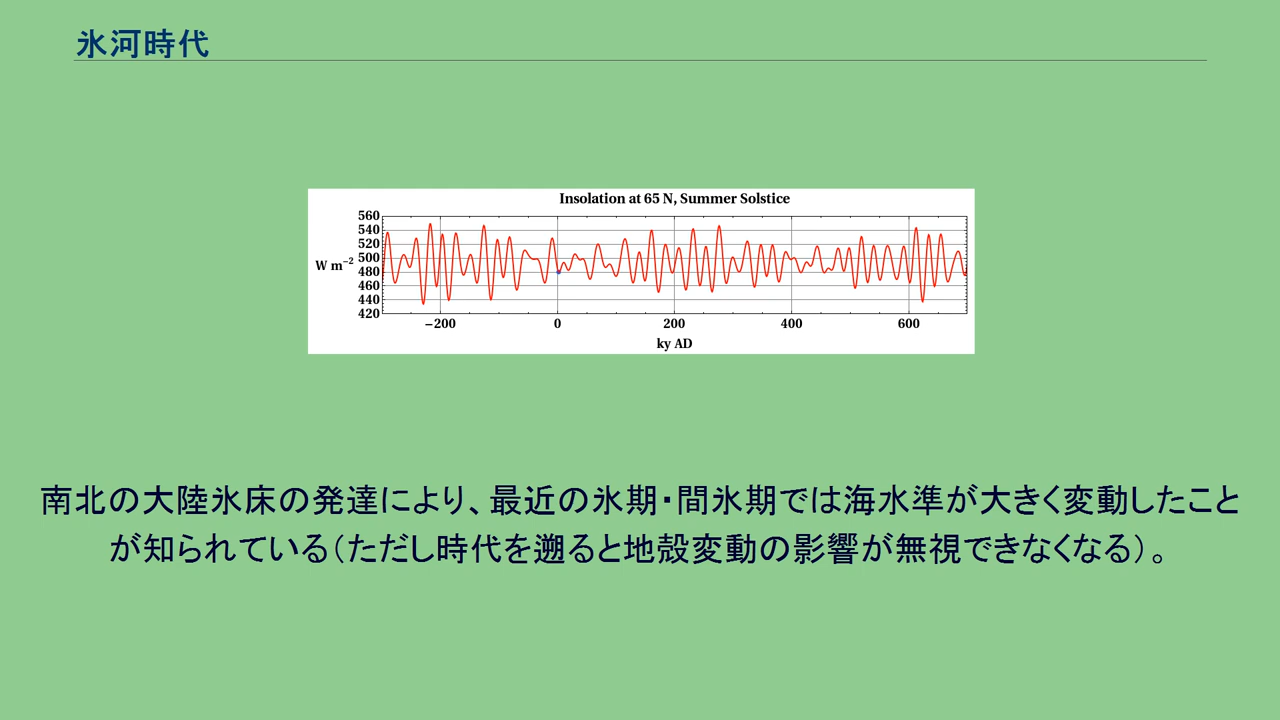 氷河時代
Insolation at 65 N, Summer Solstice
560
540
520
500
W m−2
480
460
440
420
−200 0 200 400 600
ky AD
南北の大陸氷床の発達により、最近の氷期・間氷期では海水準が大きく変動したこと
が知られている（ただし時代を遡ると地殻変動の影響が無視できなくなる）。